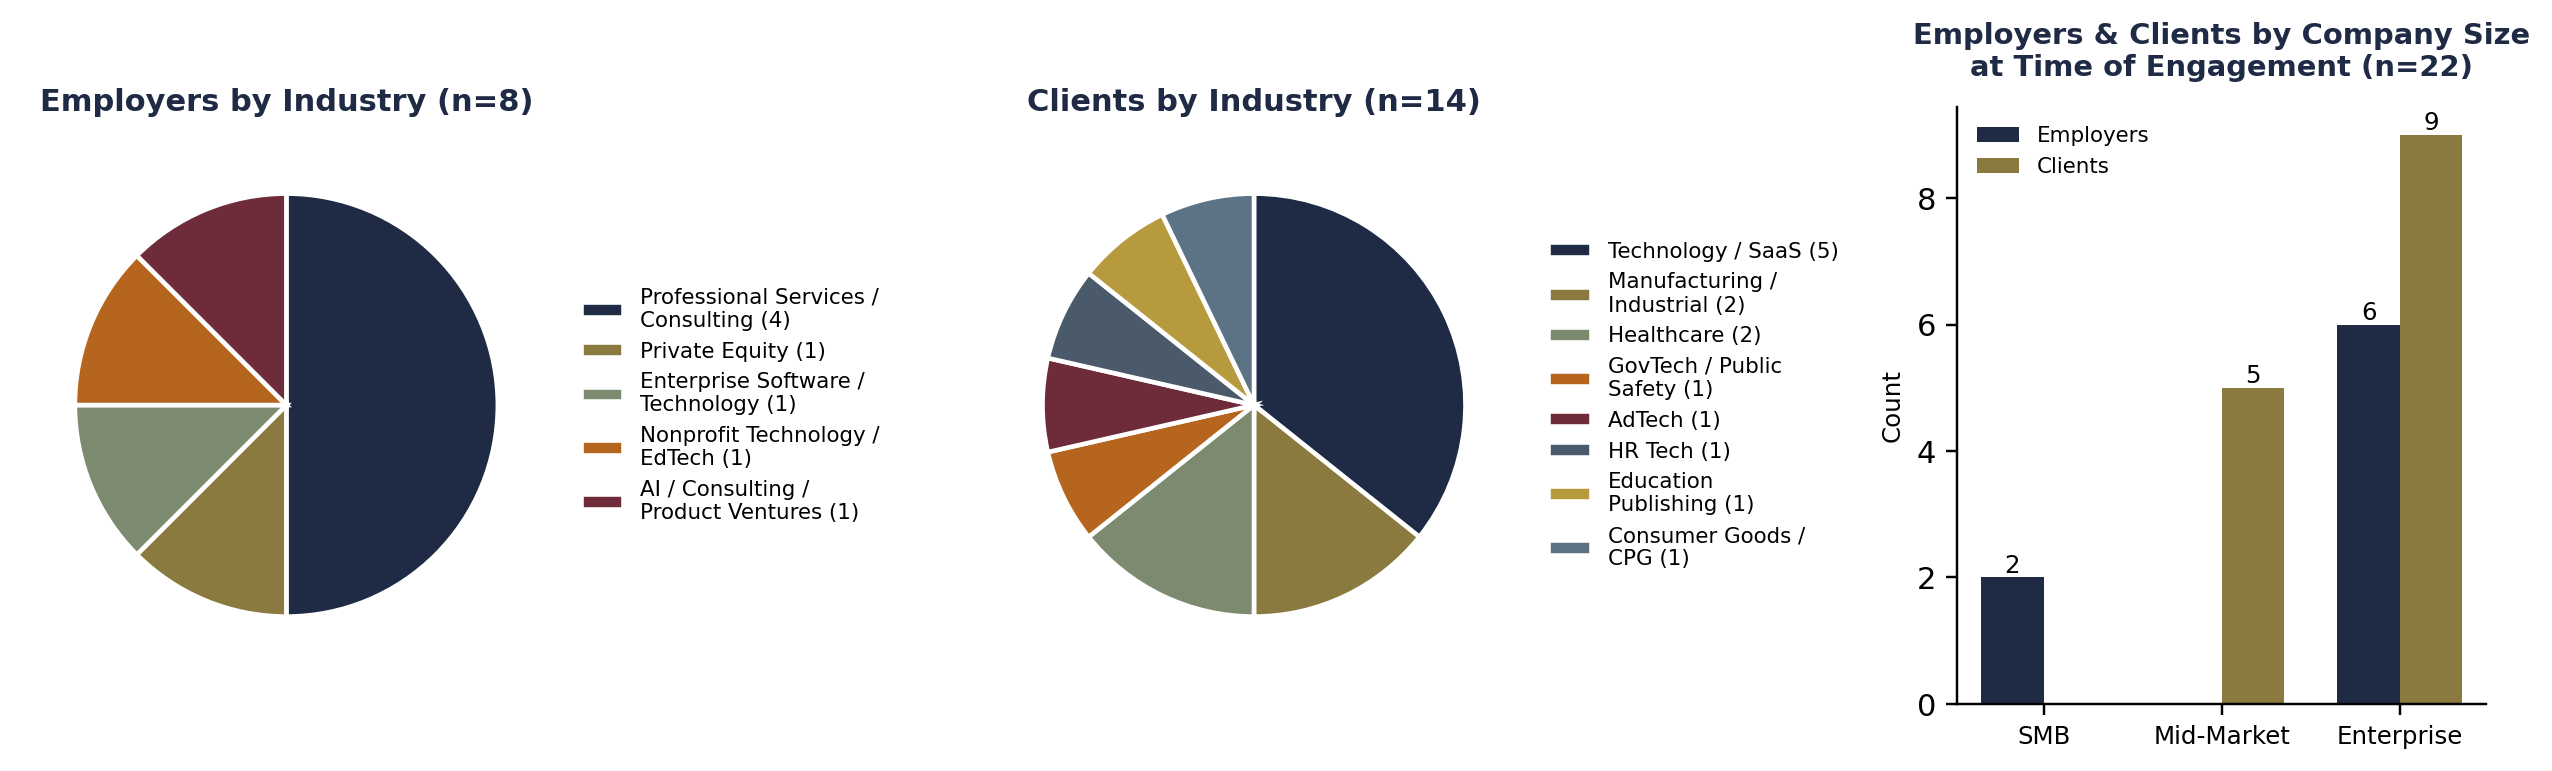 Employers by Industry (n=8)
Professional Services /
Consulting (4)
Private Equity (1)
Enterprise Software /
Technology (1)
Nonprofit Technology /
EdTech (1)
AI / Consulting /
Product Ventures (1)
Clients by Industry (n=14)
Technology / SaaS (5)
Manufacturing /
Industrial (2)
Healthcare (2)
GovTech / Public
Safety (1)
AdTech (1)
HR Tech (1)
Education
Publishing (1)
Consumer Goods /
CPG (1)
Employers & Clients by Company Size
at Time of Engagement (n=22)
Employers
Clients
Count
8
6
4
2
0
2
5
6
9
SMB
Mid-Market
Enterprise